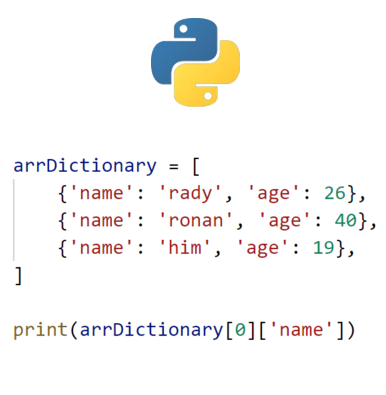 arrDictionary = [
    {'name': 'rady', 'age': 26},
    {'name': 'ronan', 'age': 40},
    {'name': 'him', 'age': 19},
]
print(arrDictionary[0]['name'])